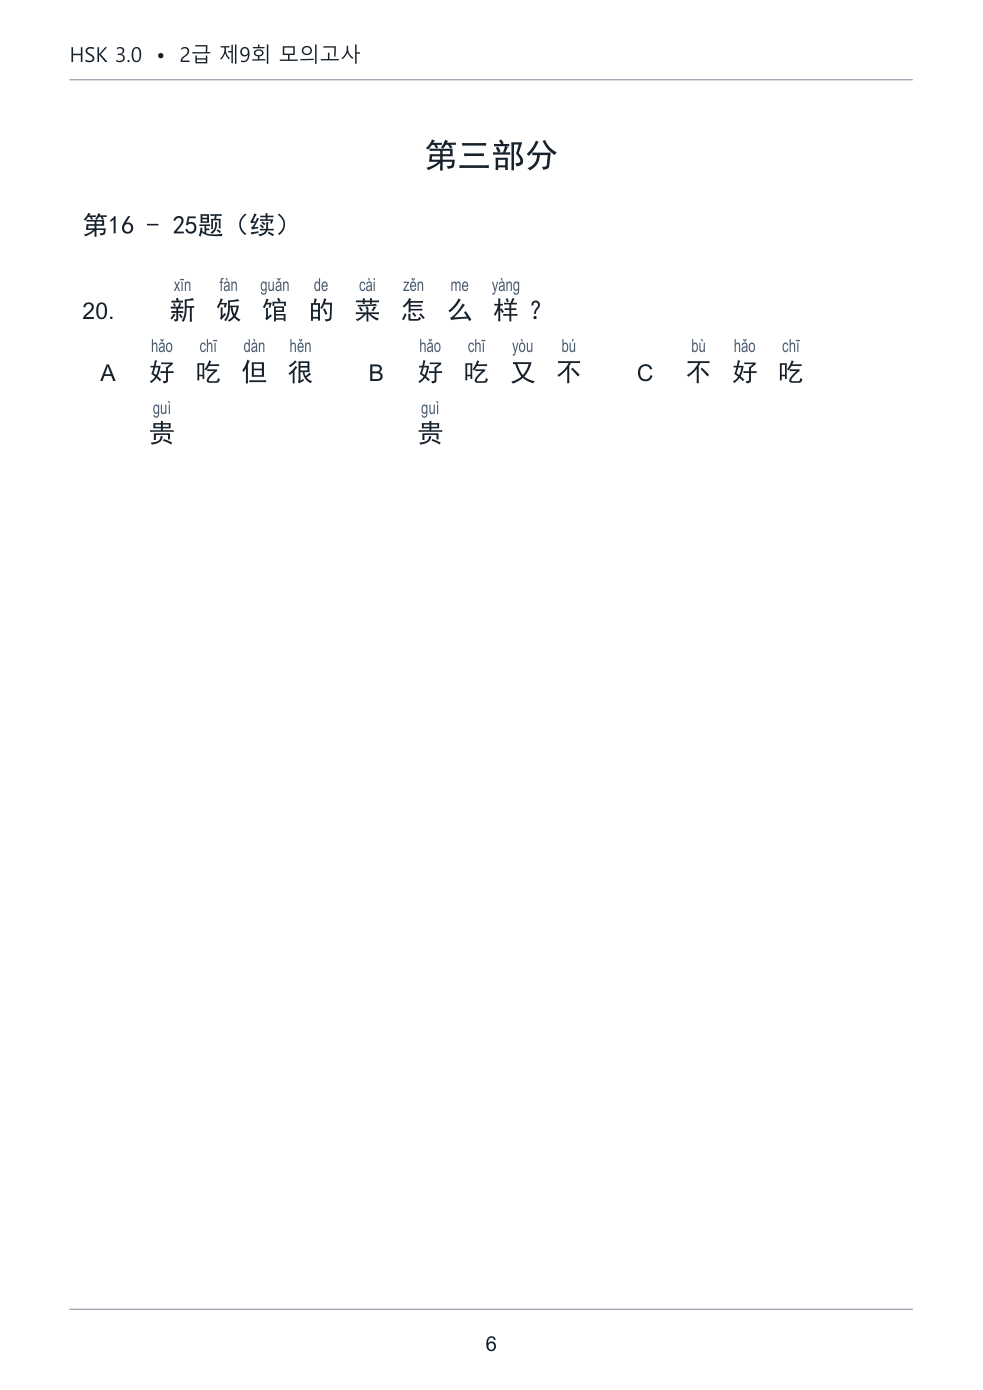 HSK 3.0 • 2급 제9회 모의고사
第三部分
第16 – 25题（续）
xīn fàn guǎn de cài zěn me yàng
20. 新饭馆的菜怎么样？
hǎo chī dàn hěn hǎo chī yòu bú bù hǎo chī
A 好吃但很 B 好吃又不 C 不好吃
guì guì
贵 贵
6